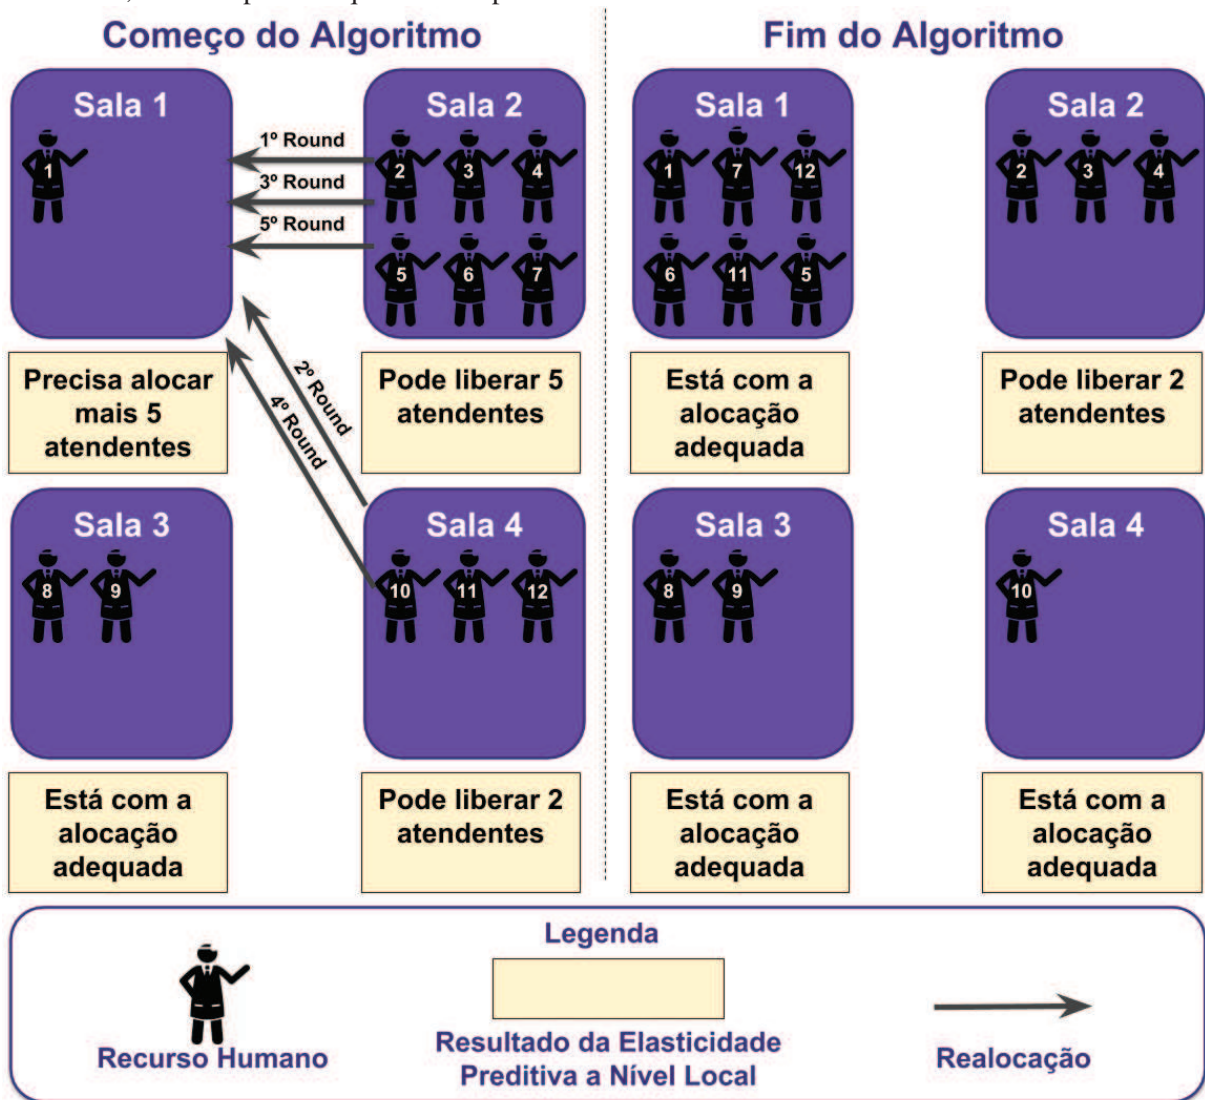 Começo do Algoritmo
Fim do Algoritmo
Sala 1
1
1º Round
3º Round
5º Round
Sala 2
2 3 4
5 6 7
Sala 1
1 7 12
6 11 5
Sala 2
2 3 4
Precisa alocar
mais 5
atendentes
2º Round
4º Round
Pode liberar 5
atendentes
Está com a
alocação
adequada
Pode liberar 2
atendentes
Sala 3
8 9
Sala 4
10 11 12
Sala 3
8 9
Sala 4
10
Está com a
alocação
adequada
Pode liberar 2
atendentes
Está com a
alocação
adequada
Está com a
alocação
adequada
Legenda
Recurso Humano
Resultado da Elasticidade
Preditiva a Nível Local
Realocação